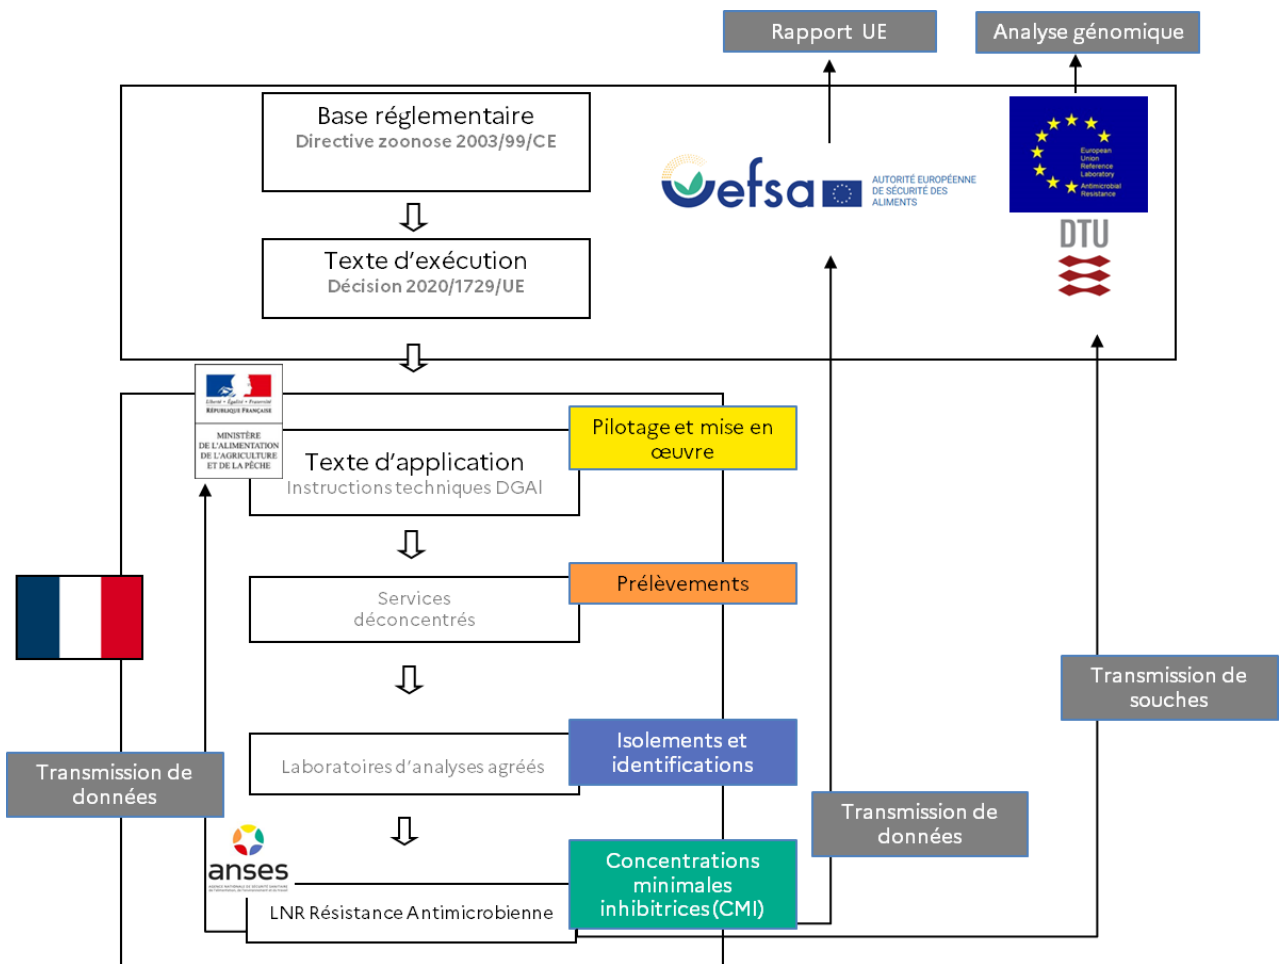 Rapport UE
Analyse génomique
Base réglementaire
Directive zoonose 2003/99/CE
efsa
AUTORITÉ EUROPÉENNE
DE SÉCURITÉ DES
ALIMENTS
European
Union
Reference
Laboratory
Antimicrobial
Resistance
DTU
Texte d'exécution
Décision 2020/1729/UE
Liberté • Égalité • Fraternité
RÉPUBLIQUE FRANÇAISE
MINISTÈRE
DE L'ALIMENTATION
DE L'AGRICULTURE
ET DE LA PÊCHE
Pilotage et mise en
œuvre
Texte d'application
Instructions techniques DGAl
Prélèvements
Services
déconcentrés
Transmission de
souches
Isolements et
identifications
Laboratoires d'analyses agréés
Transmission de
données
Transmission de
données
anses
Concentrations
minimales
inhibitrices (CMI)
LNR Résistance Antimicrobienne